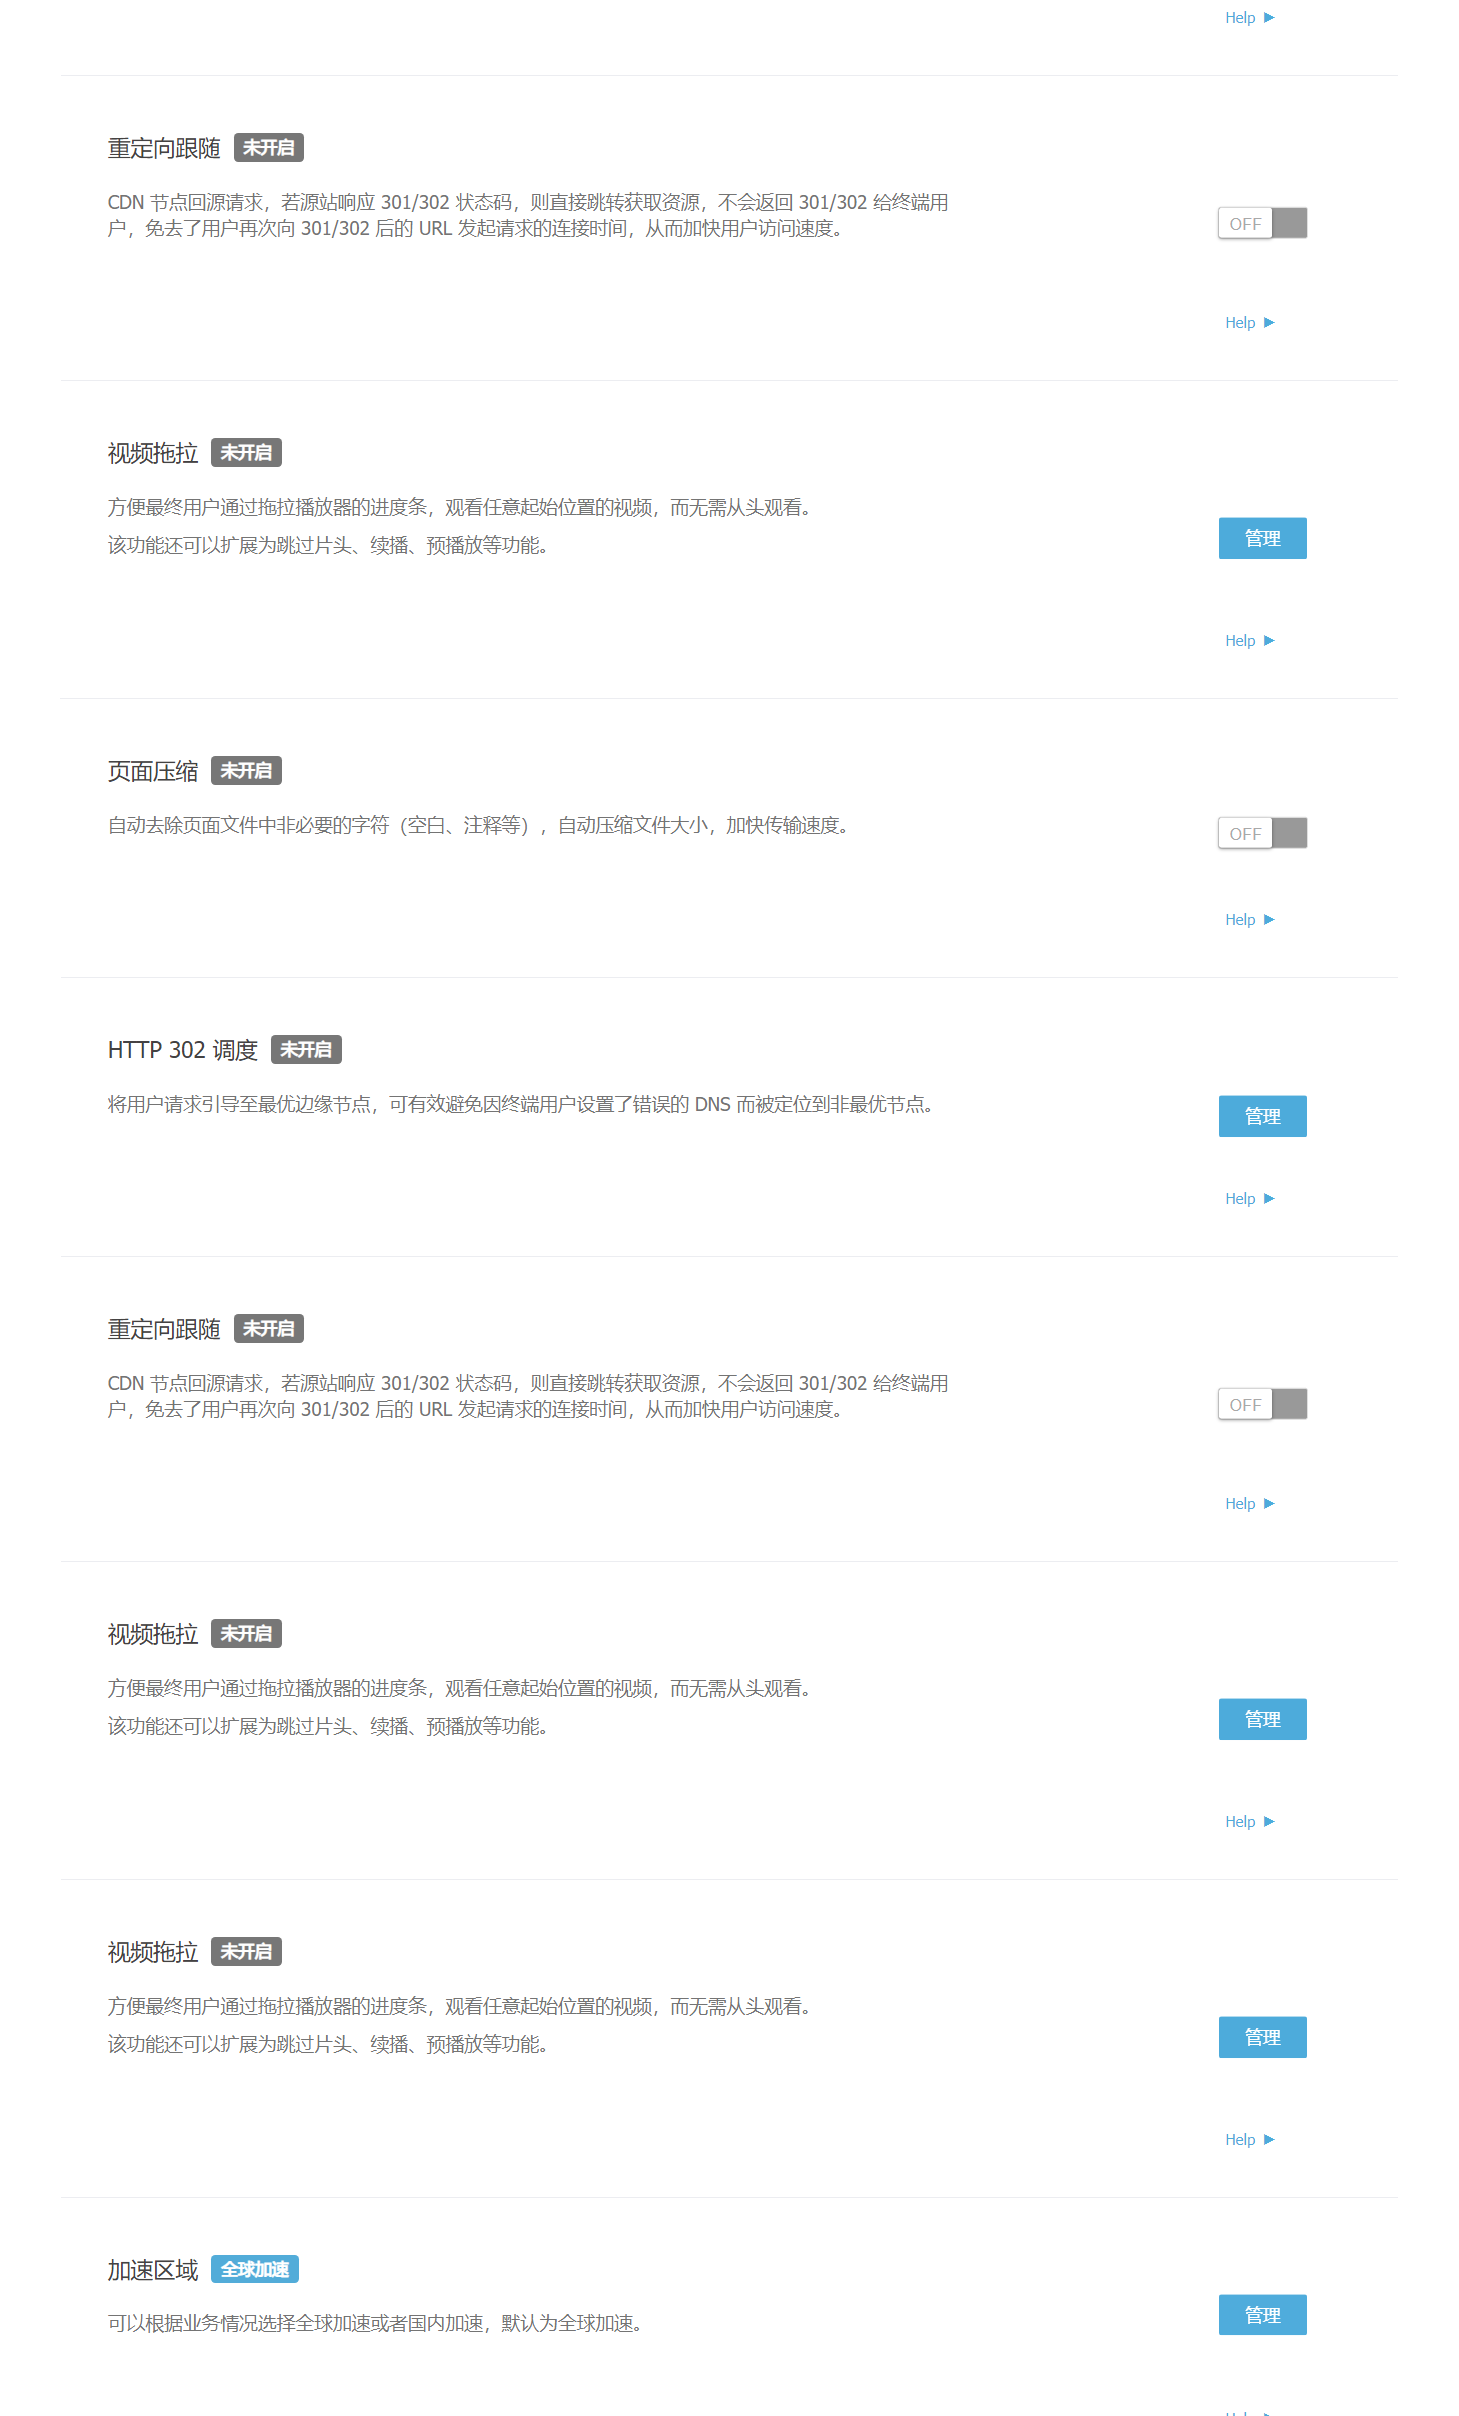 Help ▶
重定向跟随 未开启
CDN 节点回源请求，若源站响应 301/302 状态码，则直接跳转获取资源，不会返回 301/302 给终端用
户，免去了用户再次向 301/302 后的 URL 发起请求的连接时间，从而加快用户访问速度。
OFF
Help ▶
视频拖拉 未开启
方便最终用户通过拖拉播放器的进度条，观看任意起始位置的视频，而无需从头观看。
该功能还可以扩展为跳过片头、续播、预播放等功能。
管理
Help ▶
页面压缩 未开启
自动去除页面文件中非必要的字符（空白、注释等），自动压缩文件大小，加快传输速度。
OFF
Help ▶
HTTP 302 调度 未开启
将用户请求引导至最优边缘节点，可有效避免因终端用户设置了错误的 DNS 而被定位到非最优节点。
管理
Help ▶
重定向跟随 未开启
CDN 节点回源请求，若源站响应 301/302 状态码，则直接跳转获取资源，不会返回 301/302 给终端用
户，免去了用户再次向 301/302 后的 URL 发起请求的连接时间，从而加快用户访问速度。
OFF
Help ▶
视频拖拉 未开启
方便最终用户通过拖拉播放器的进度条，观看任意起始位置的视频，而无需从头观看。
该功能还可以扩展为跳过片头、续播、预播放等功能。
管理
Help ▶
视频拖拉 未开启
方便最终用户通过拖拉播放器的进度条，观看任意起始位置的视频，而无需从头观看。
该功能还可以扩展为跳过片头、续播、预播放等功能。
管理
Help ▶
加速区域 全球加速
可以根据业务情况选择全球加速或者国内加速，默认为全球加速。
管理